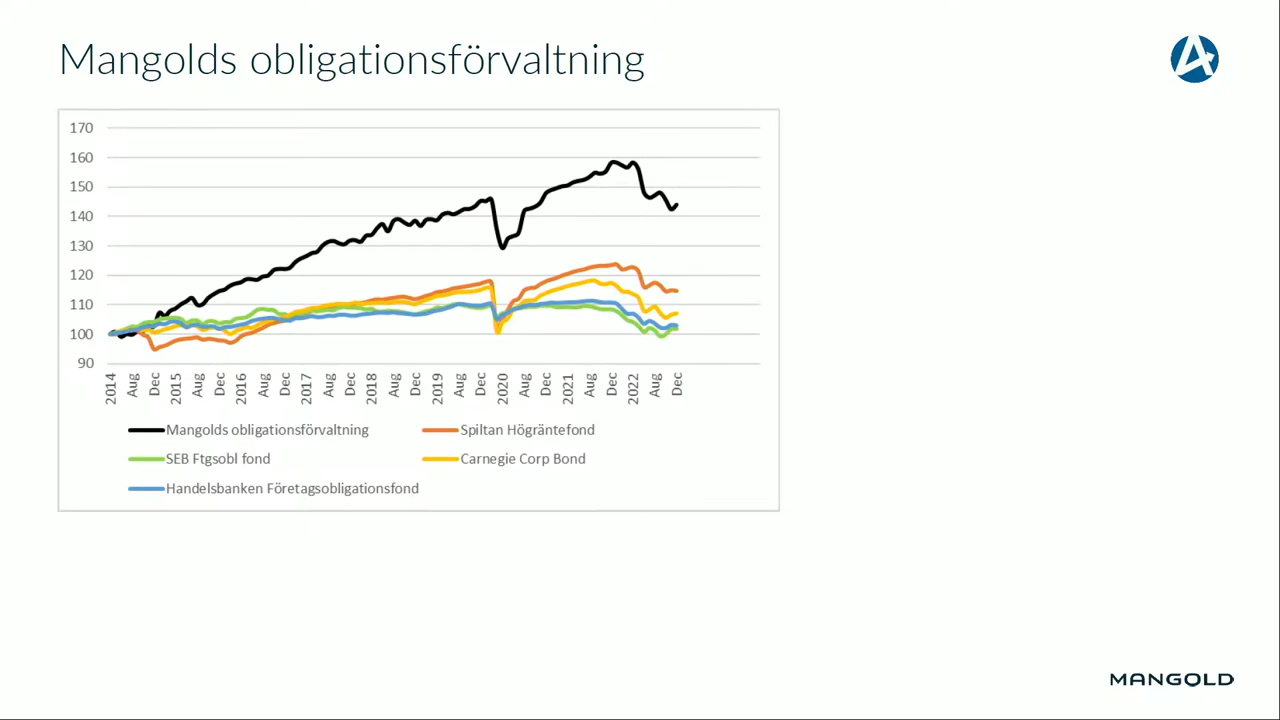 Mangolds obligationsförvaltning
170
160
150
140
130
120
110
100
90
2014 Aug Dec 2015 Aug Dec 2016 Aug Dec 2017 Aug Dec 2018 Aug Dec 2019 Aug Dec 2020 Aug Dec 2021 Aug Dec 2022 Aug Dec
Mangolds obligationsförvaltning Spiltan Högräntefond
SEB Ftgsobl fond Carnegie Corp Bond
Handelsbanken Företagsobligationsfond
MANGOLD